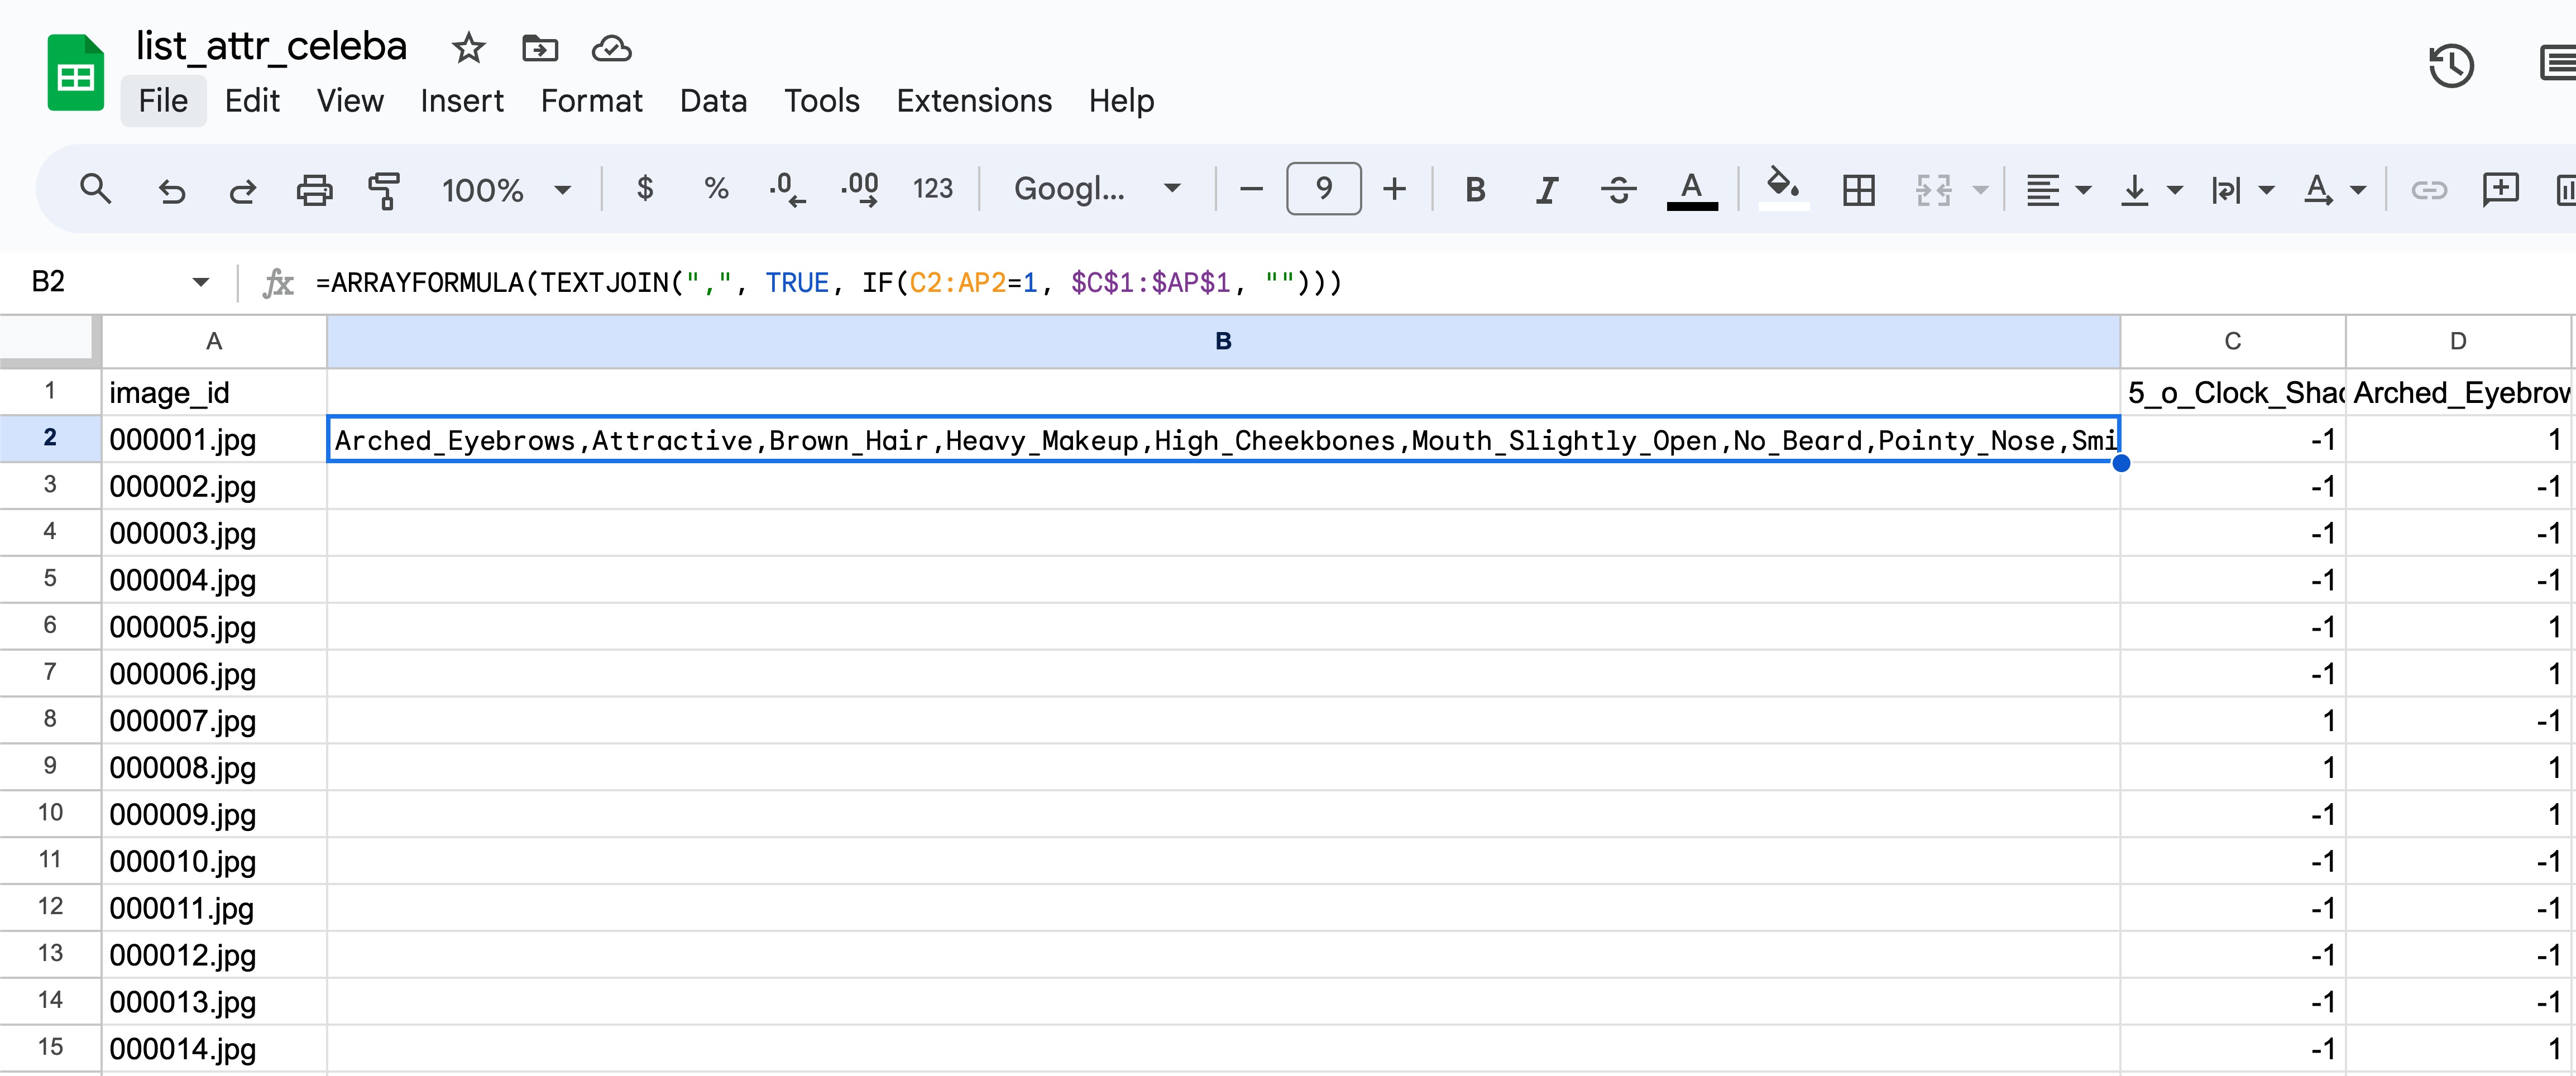 list_attr_celeba
File Edit View Insert Format Data Tools Extensions Help
100% $ % .0 .00 123 Googl... 9 B I A A
B2 fx =ARRAYFORMULA(TEXTJOIN(",", TRUE, IF(C2:AP2=1, $C$1:$AP$1, "")))
A B C D
1 image_id 5_o_Clock_Shad Arched_Eyebrow
2 000001.jpg Arched_Eyebrows,Attractive,Brown_Hair,Heavy_Makeup,High_Cheekbones,Mouth_Slightly_Open,No_Beard,Pointy_Nose,Smi -1 1
3 000002.jpg -1 -1
4 000003.jpg -1 -1
5 000004.jpg -1 -1
6 000005.jpg -1 1
7 000006.jpg -1 1
8 000007.jpg 1 -1
9 000008.jpg 1 1
10 000009.jpg -1 1
11 000010.jpg -1 -1
12 000011.jpg -1 -1
13 000012.jpg -1 -1
14 000013.jpg -1 -1
15 000014.jpg -1 1